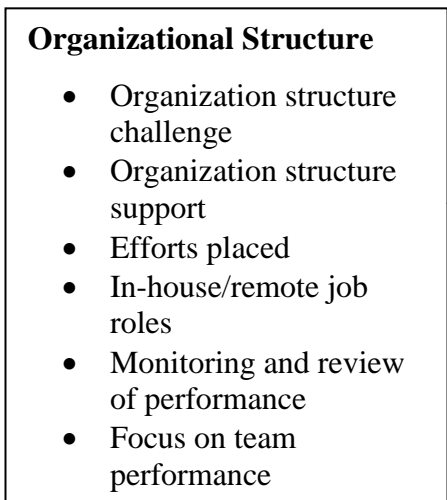 Organizational Structure
• Organization structure
challenge
• Organization structure
support
• Efforts placed
• In-house/remote job
roles
• Monitoring and review
of performance
• Focus on team
performance